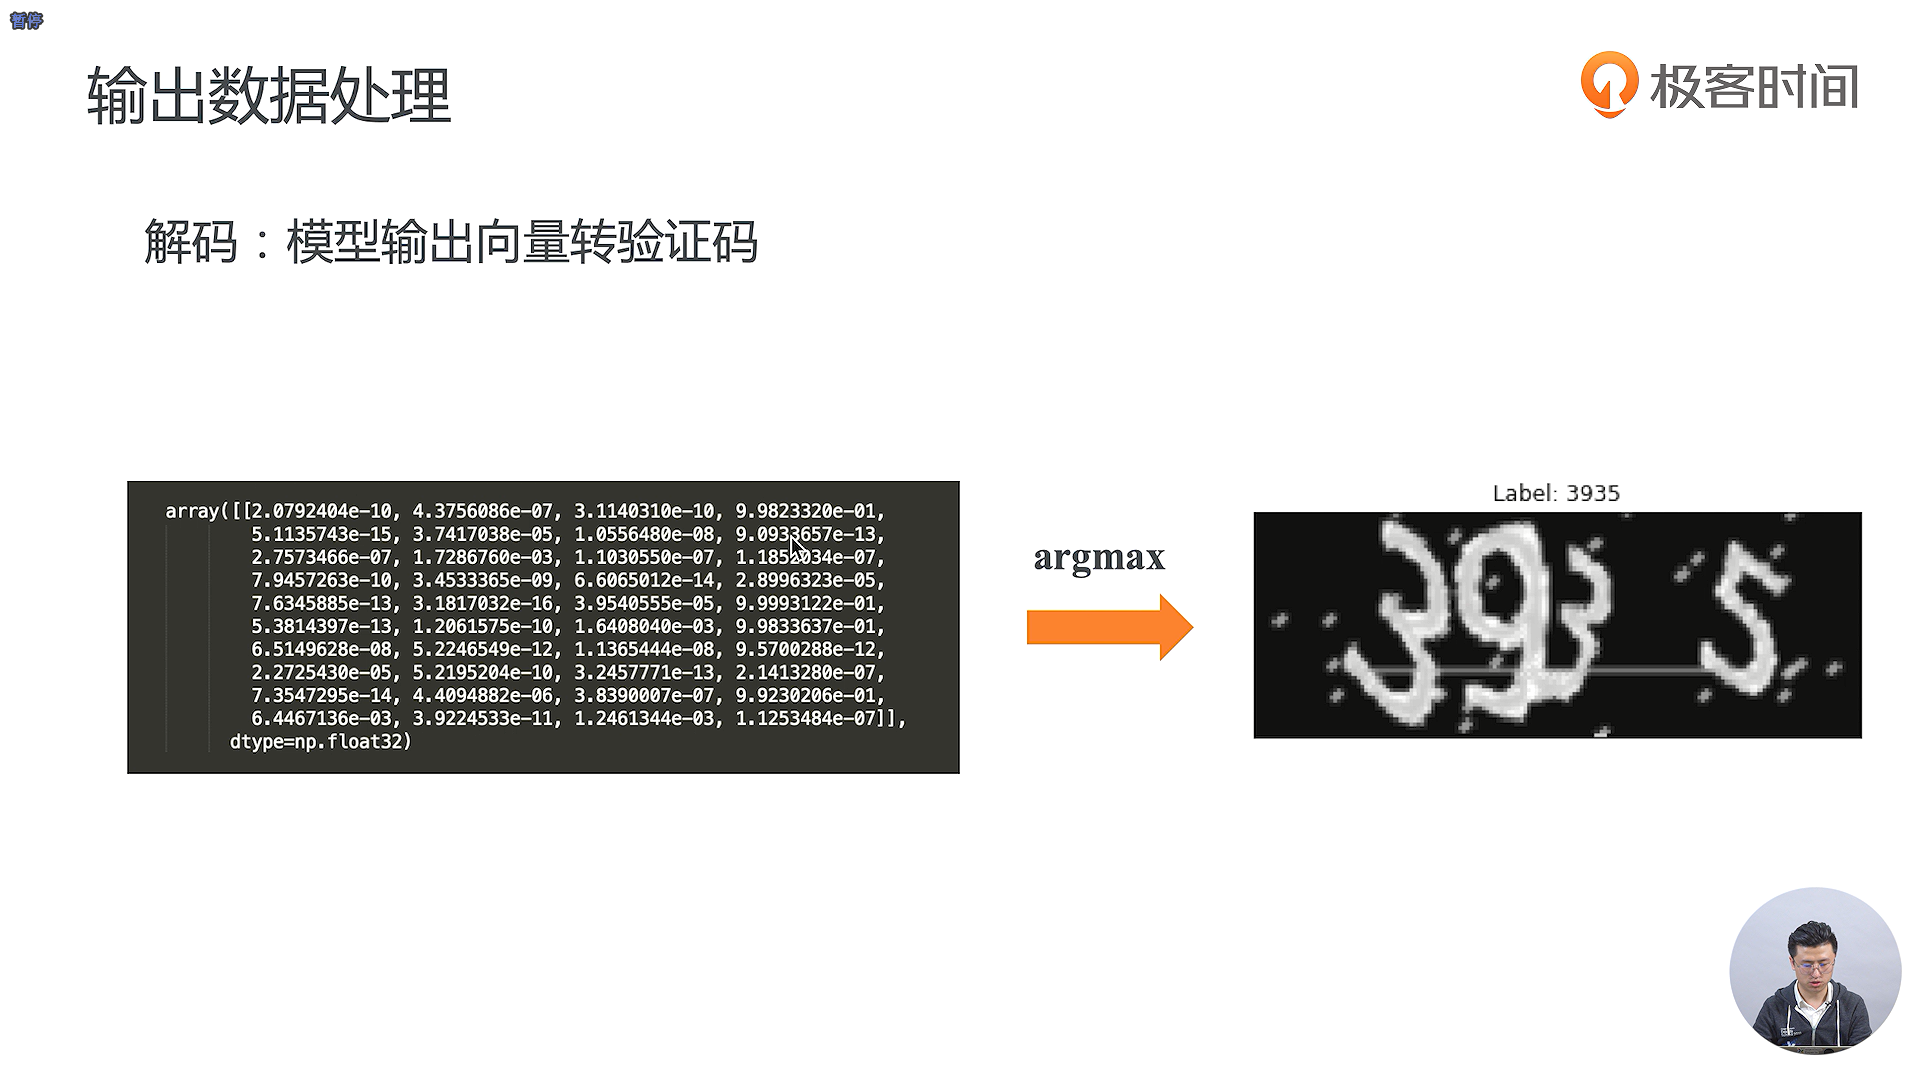 暂停
输出数据处理
极客时间
解码：模型输出向量转验证码
array([[2.0792404e-10, 4.3756086e-07, 3.1140310e-10, 9.9823320e-01,
5.1135743e-15, 3.7417038e-05, 1.0556480e-08, 9.0933657e-13,
2.7573466e-07, 1.7286760e-03, 1.1030550e-07, 1.1852034e-07,
7.9457263e-10, 3.4533365e-09, 6.6065012e-14, 2.8996323e-05,
7.6345885e-13, 3.1817032e-16, 3.9540555e-05, 9.9993122e-01,
5.3814397e-13, 1.2061575e-10, 1.6408040e-03, 9.9833637e-01,
6.5149628e-08, 5.2246549e-12, 1.1365444e-08, 9.5700288e-12,
2.2725430e-05, 5.2195204e-10, 3.2457771e-13, 2.1413280e-07,
7.3547295e-14, 4.4094882e-06, 3.8390007e-07, 9.9230206e-01,
6.4467136e-03, 3.9224533e-11, 1.2461344e-03, 1.1253484e-07]],
dtype=np.float32)
argmax
Label: 3935
3935